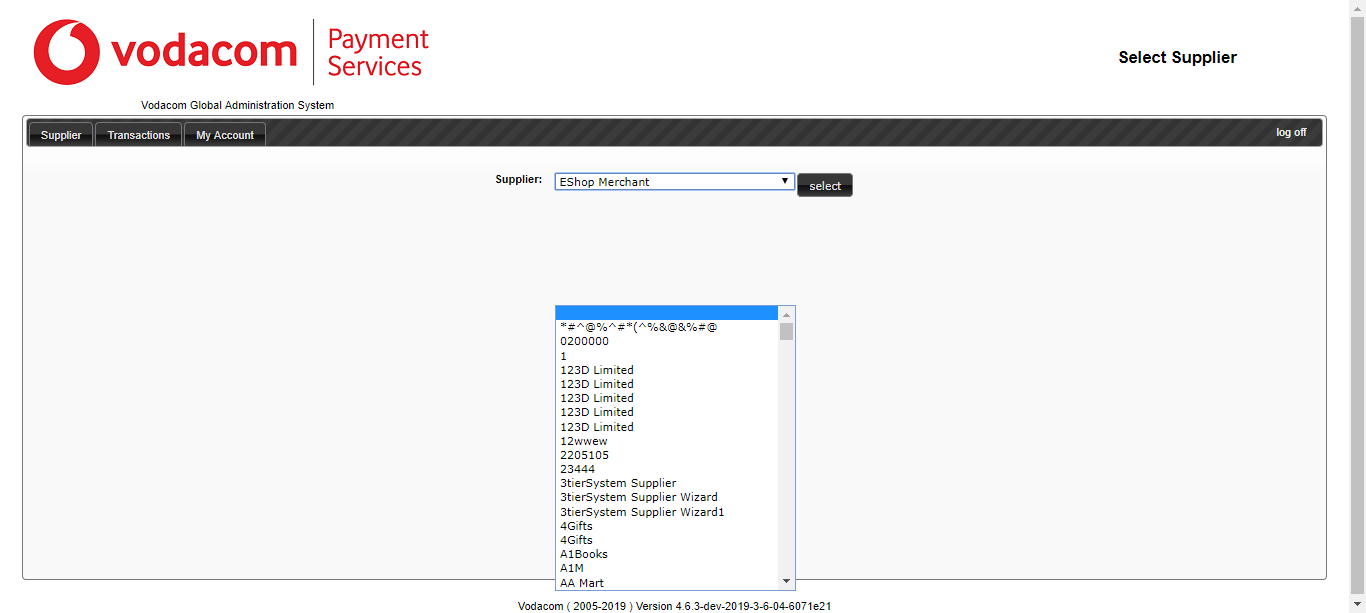 vodacom
Payment
Services
Select Supplier
Vodacom Global Administration System
Supplier Transactions My Account log off
Supplier: EShop Merchant select
*#^@%^#*(^%&@&%#@
0200000
1
123D Limited
123D Limited
123D Limited
123D Limited
123D Limited
12wwew
2205105
23444
3tierSystem Supplier
3tierSystem Supplier Wizard
3tierSystem Supplier Wizard1
4Gifts
4Gifts
A1Books
A1M
AA Mart
Vodacom ( 2005-2019 ) Version 4.6.3-dev-2019-3-6-04-6071e21